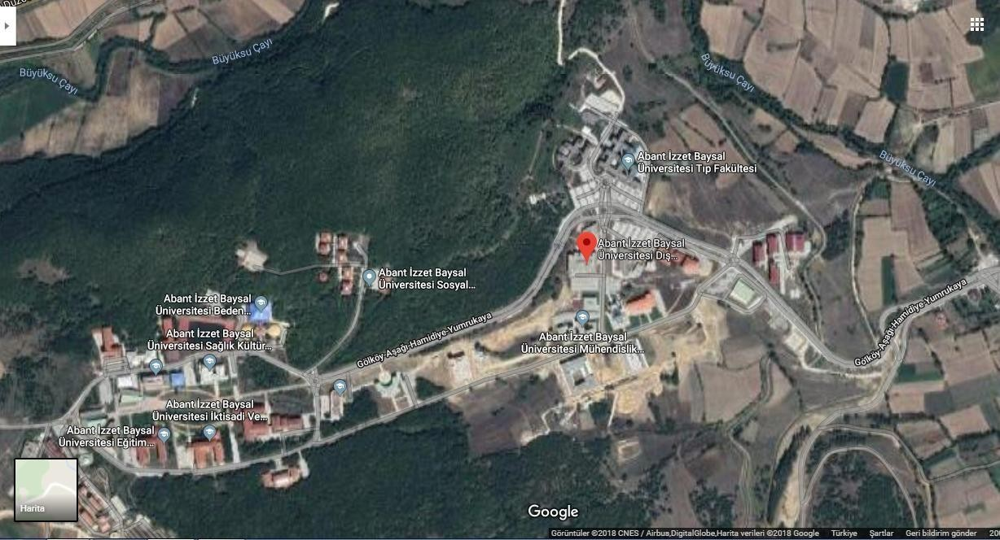 Büyüksu Çayı
Büyüksu Çayı
Büyüksu Çayı
Büyüksu Çayı
Abant İzzet Baysal
Üniversitesi Tıp Fakültesi
Abant İzzet Baysal
Üniversitesi Diş...
Abant İzzet Baysal
Üniversitesi Sosyal...
Abant İzzet Baysal
Üniversitesi Beden...
Abant İzzet Baysal
Üniversitesi Sağlık Kültür...
Gölköy-Aşağı-Hamidiye-Yumrukaya
Abant İzzet Baysal
Üniversitesi Mühendislik...
Gölköy-Aşağı-Hamidiye-Yumrukaya
Abant İzzet Baysal
Üniversitesi İktisadi Ve...
Abant İzzet Baysal
Üniversitesi Eğitim...
Harita
Google
Görüntüler ©2018 CNES / Airbus,DigitalGlobe,Harita verileri ©2018 Google Türkiye Şartlar Geri bildirim gönder 20